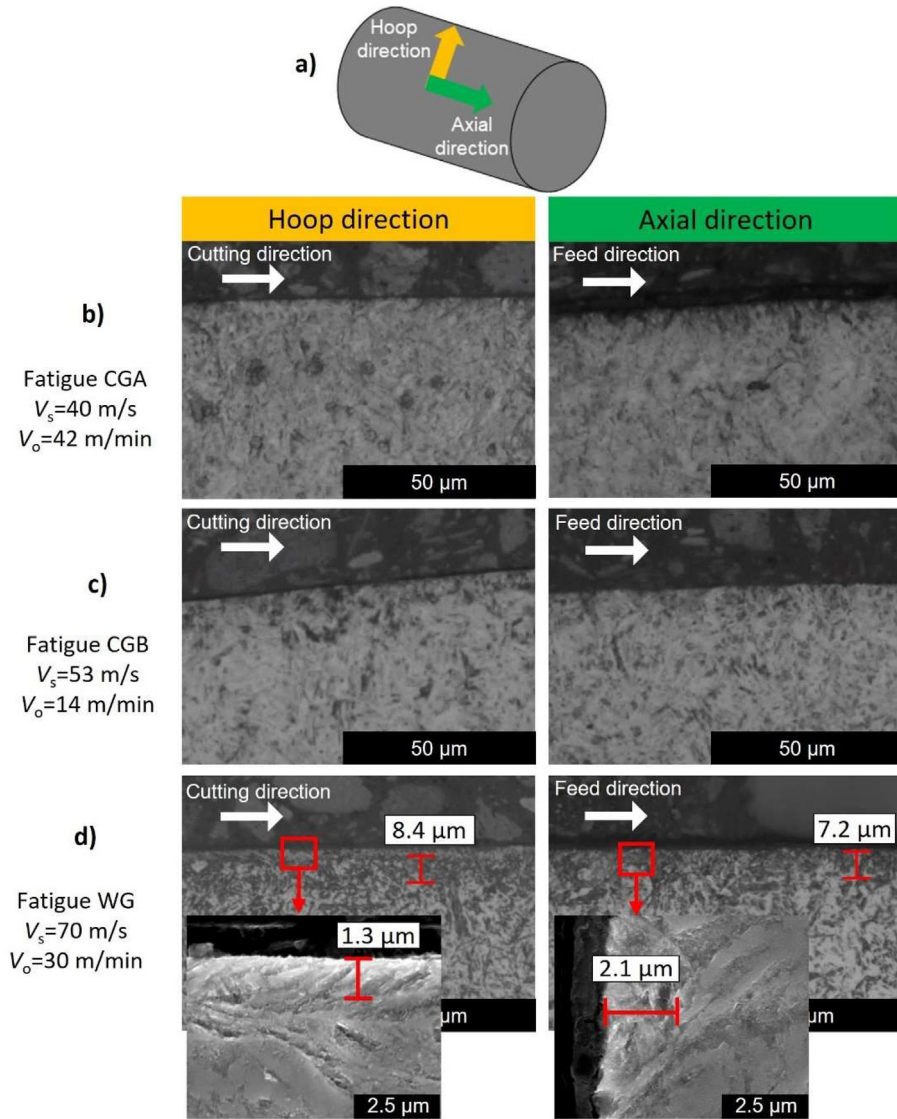 a)
Hoop
direction
Axial
direction
Hoop direction
Axial direction
b)
Fatigue CGA
Vs=40 m/s
Vo=42 m/min
Cutting direction
50 µm
Feed direction
50 µm
c)
Fatigue CGB
Vs=53 m/s
Vo=14 m/min
Cutting direction
50 µm
Feed direction
50 µm
d)
Fatigue WG
Vs=70 m/s
Vo=30 m/min
Cutting direction
8.4 µm
1.3 µm
µm
2.5 µm
Feed direction
7.2 µm
2.1 µm
µm
2.5 µm